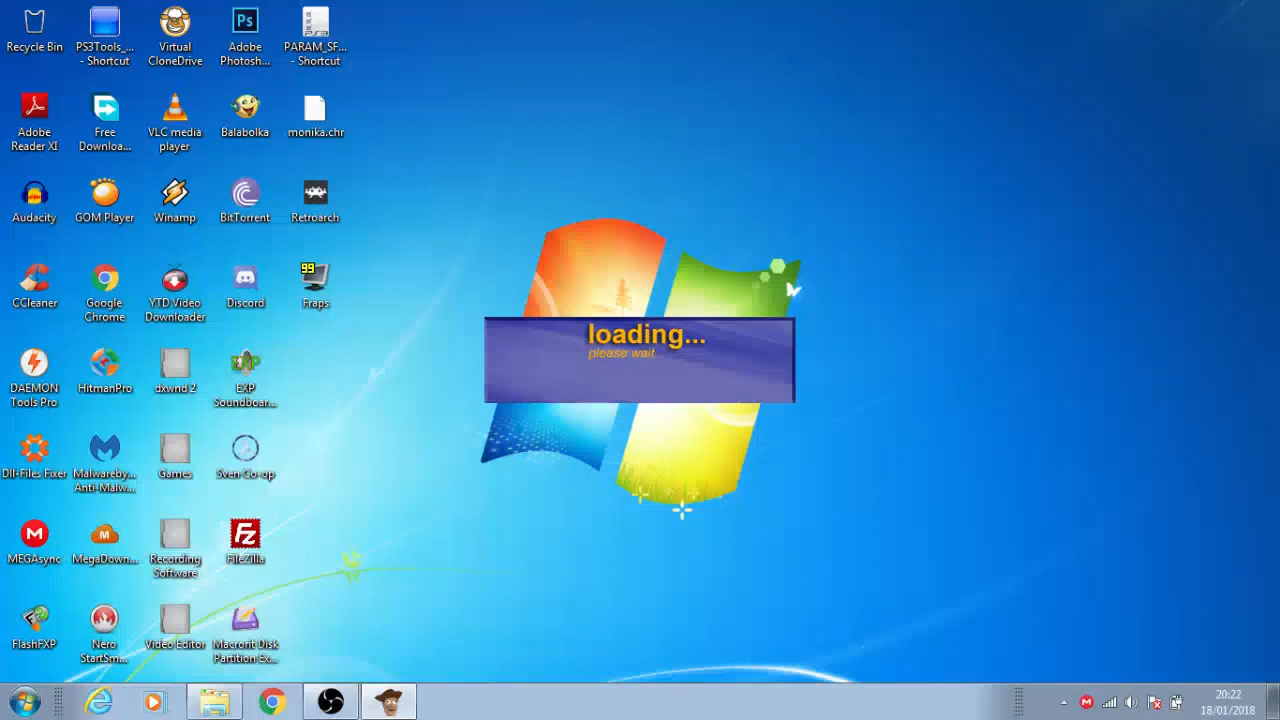 Recycle Bin
PS3Tools_...
- Shortcut
Virtual
CloneDrive
Ps
Adobe
Photosh...
PARAM_SF...
- Shortcut
Adobe
Reader XI
Free
Downloa...
VLC media
player
Balabolka
monika.chr
Audacity
GOM Player
Winamp
BitTorrent
Retroarch
CCleaner
Google
Chrome
YTD Video
Downloader
Discord
99
Fraps
DAEMON
Tools Pro
HitmanPro
dxwnd 2
EXP
EXP
Soundboar...
loading...
please wait
Dll-Files Fixer
Malwareby...
Anti-Malw...
Games
Sven Co-op
M
MEGAsync
M
MegaDown...
Recording
Software
Fz
FileZilla
FlashFXP
Nero
StartSm...
Video Editor
Macrorit Disk
Partition Ex...
M
20:22
18/01/2018